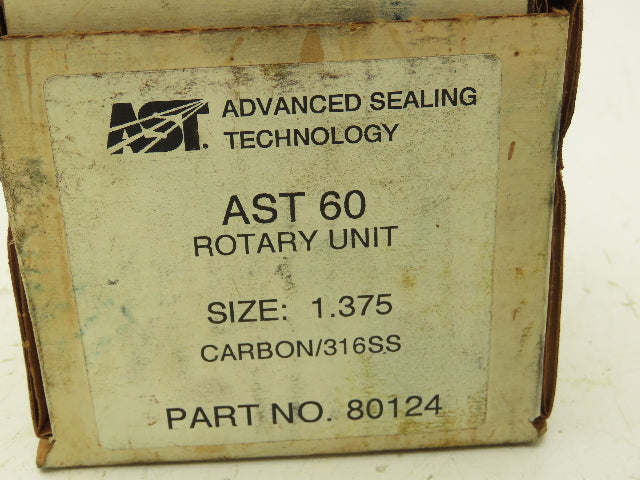 AST. ADVANCED SEALING
TECHNOLOGY
AST 60
ROTARY UNIT
SIZE: 1.375
CARBON/316SS
PART NO. 80124